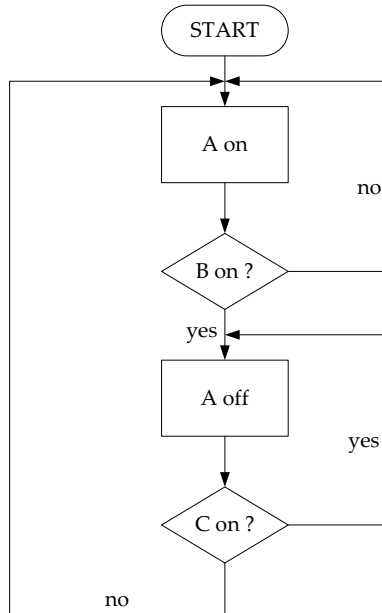 START
A on
no
B on ?
yes
A off
yes
C on ?
no